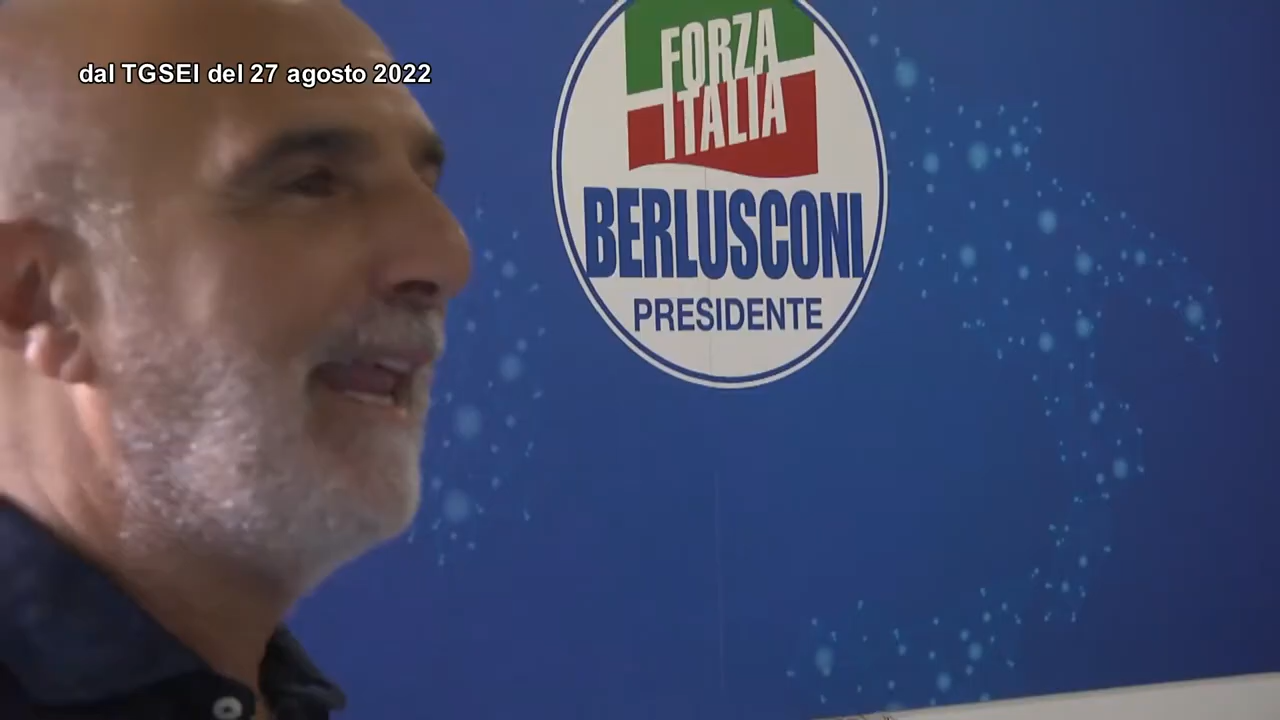 dal TGSEI del 27 agosto 2022
FORZA
ITALIA
BERLUSCONI
PRESIDENTE